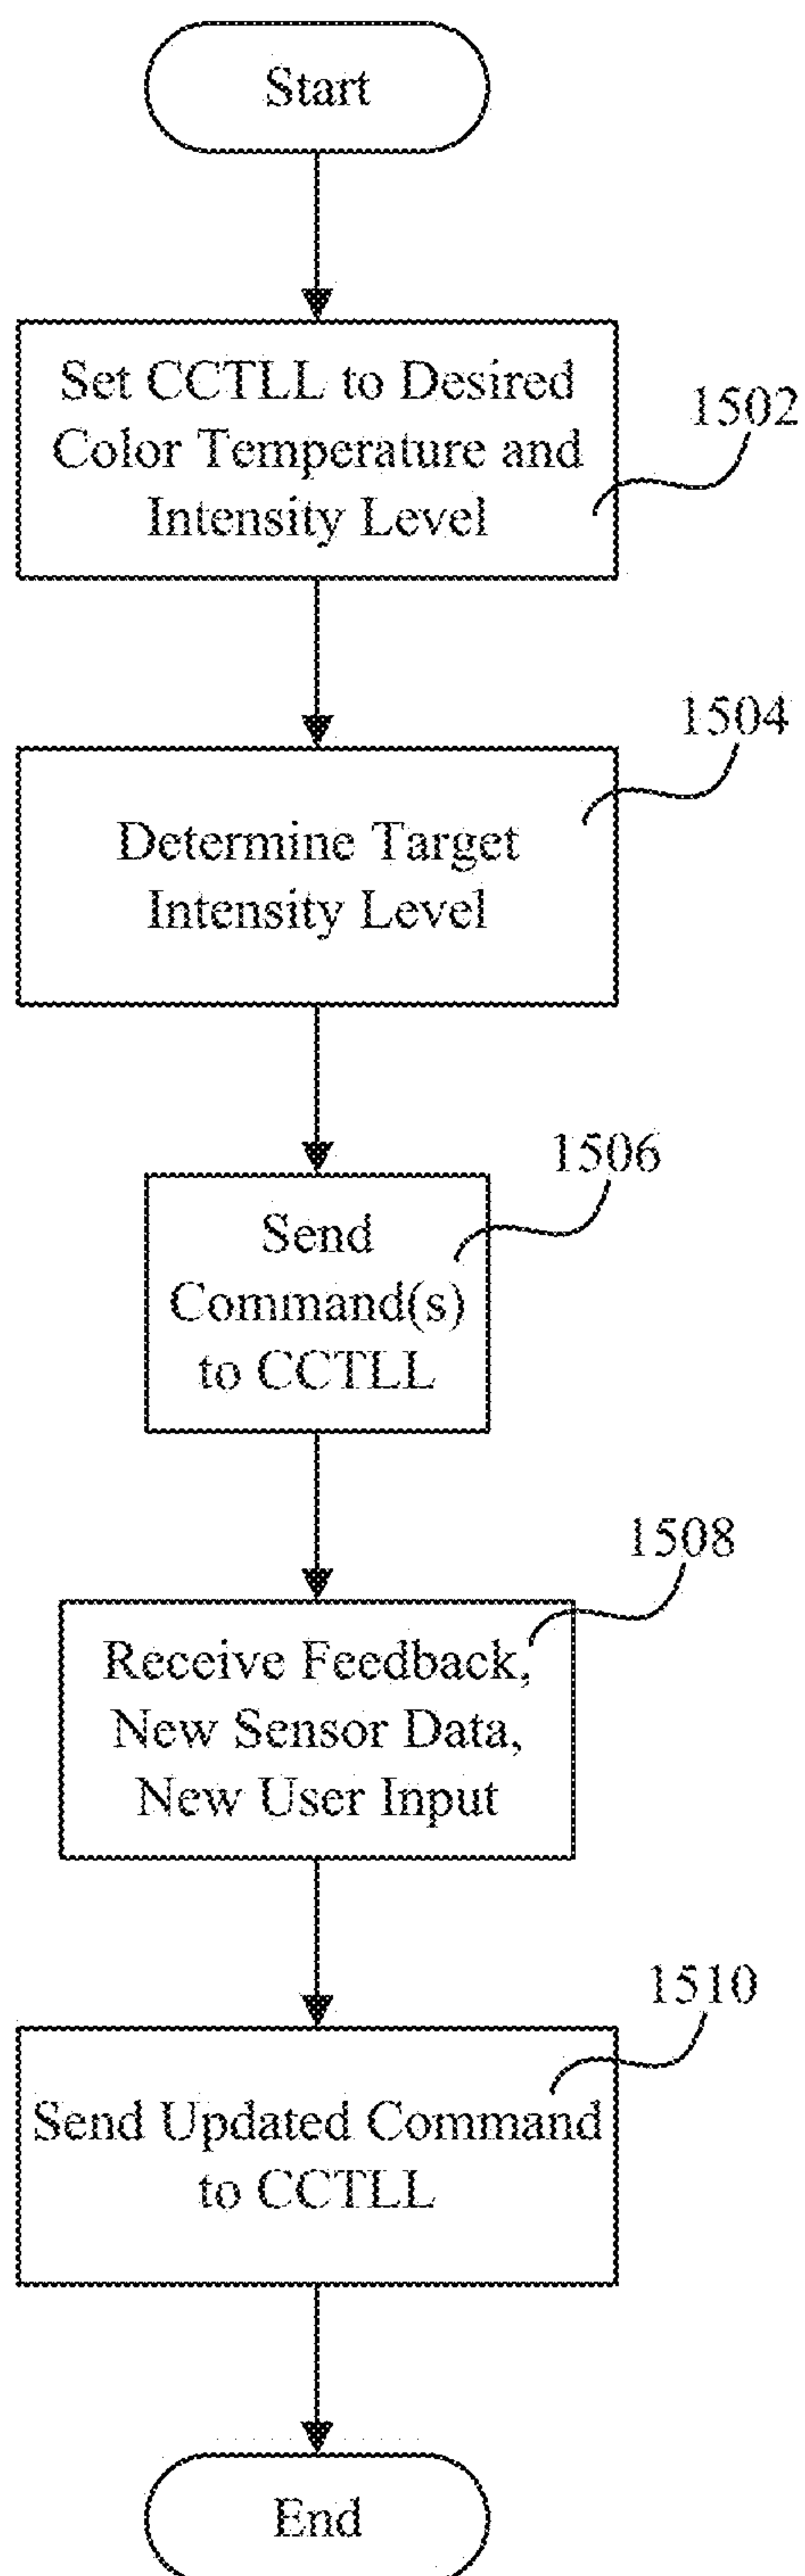 Start
Set CCTLL to Desired
Color Temperature and
Intensity Level
1502
Determine Target
Intensity Level
1504
Send
Command(s)
to CCTLL
1506
Receive Feedback,
New Sensor Data,
New User Input
1508
Send Updated Command
to CCTLL
1510
End